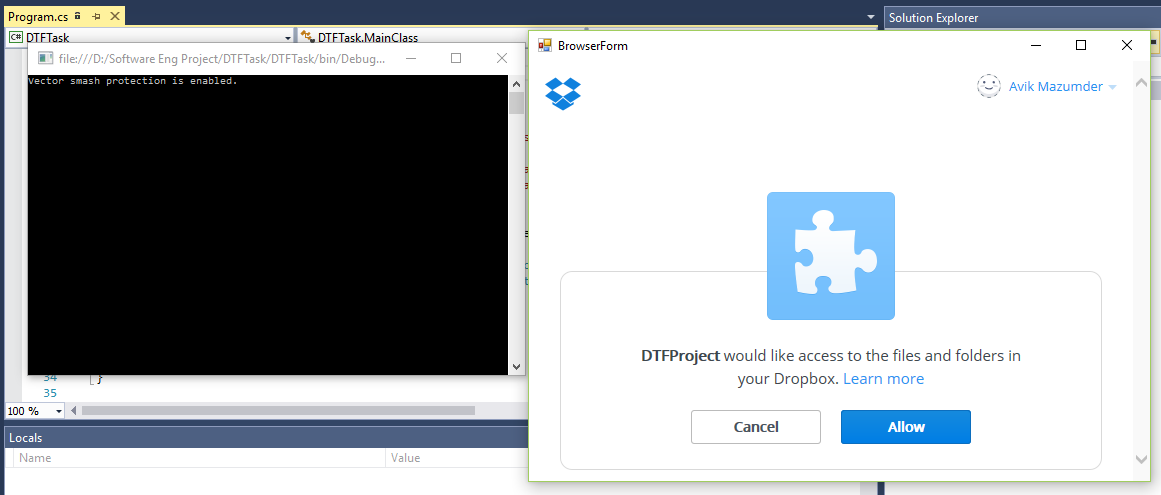 Program.cs
Solution Explorer
DTFTask
DTFTask.MainClass
file:///D:/Software Eng Project/DTFTask/DTFTask/bin/Debug...
Vector smash protection is enabled.
BrowserForm
Avik Mazumder
DTFProject would like access to the files and folders in
your Dropbox. Learn more
Cancel
Allow
34 }
35
100 %
Locals
Name Value